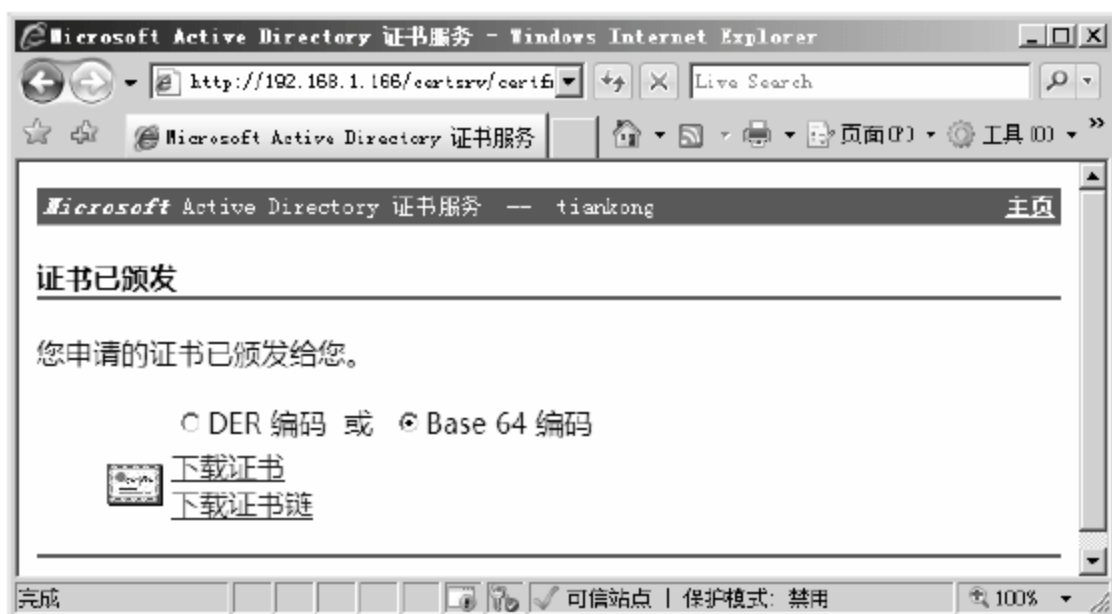 Microsoft Active Directory 证书服务 - Windows Internet Explorer
http://192.168.1.166/certsrv/certfi
Live Search
Microsoft Active Directory 证书服务
页面(P)
工具(O)
Microsoft Active Directory 证书服务 -- tiankong 主页
证书已颁发
您申请的证书已颁发给您。
DER 编码 或 Base 64 编码
下载证书
下载证书链
完成
可信站点 | 保护模式: 禁用
100%